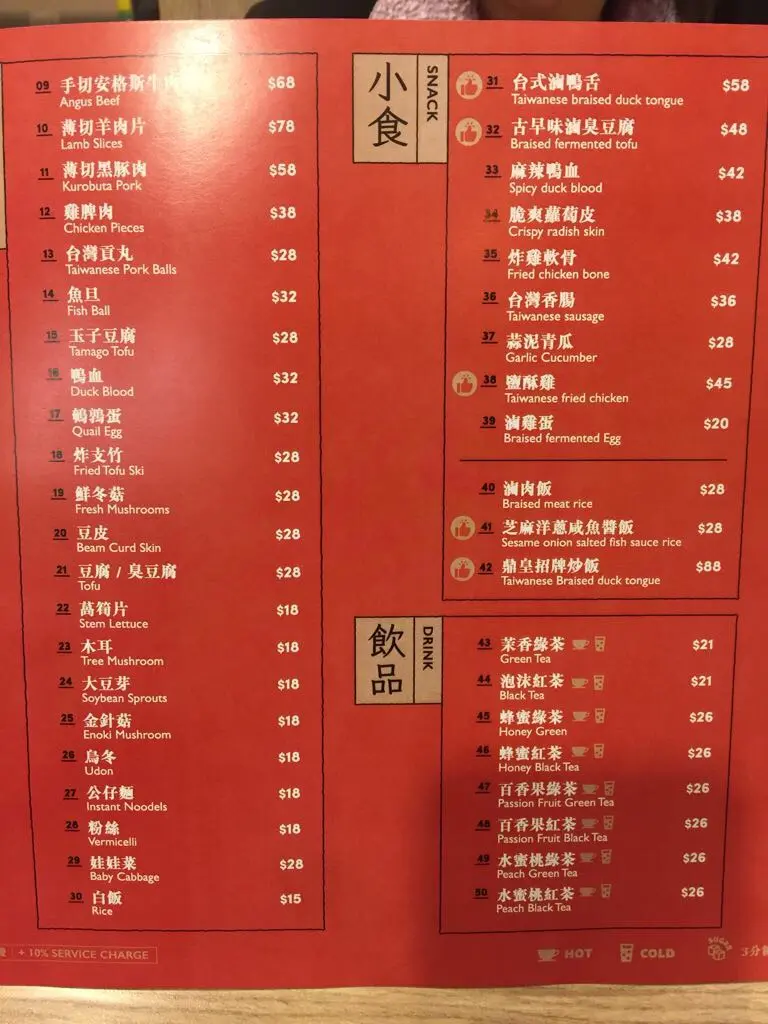 09 手切安格斯牛肉 $68
Angus Beef
10 薄切羊肉片 $78
Lamb Slices
11 薄切黑豚肉 $58
Kurobuta Pork
12 雞脾肉 $38
Chicken Pieces
13 台灣貢丸 $28
Taiwanese Pork Balls
14 魚旦 $32
Fish Ball
15 玉子豆腐 $28
Tamago Tofu
16 鴨血 $32
Duck Blood
17 鵪鶉蛋 $32
Quail Egg
18 炸支竹 $28
Fried Tofu Ski
19 鮮冬菇 $28
Fresh Mushrooms
20 豆皮 $28
Beam Curd Skin
21 豆腐 / 臭豆腐 $28
Tofu
22 萵筍片 $18
Stem Lettuce
23 木耳 $18
Tree Mushroom
24 大豆芽 $18
Soybean Sprouts
25 金針菇 $18
Enoki Mushroom
26 烏冬 $18
Udon
27 公仔麵 $18
Instant Noodels
28 粉絲 $18
Vermicelli
29 娃娃菜 $28
Baby Cabbage
30 白飯 $15
Rice
+ 10% SERVICE CHARGE
小食
SNACK
31 台式滷鴨舌 $58
Taiwanese braised duck tongue
32 古早味滷臭豆腐 $48
Braised fermented tofu
33 麻辣鴨血 $42
Spicy duck blood
34 脆爽蘿蔔皮 $38
Crispy radish skin
35 炸雞軟骨 $42
Fried chicken bone
36 台灣香腸 $36
Taiwanese sausage
37 蒜泥青瓜 $28
Garlic Cucumber
38 鹽酥雞 $45
Taiwanese fried chicken
39 滷雞蛋 $20
Braised fermented Egg
40 滷肉飯 $28
Braised meat rice
41 芝麻洋蔥咸魚醬飯 $28
Sesame onion salted fish sauce rice
42 鼎皇招牌炒飯 $88
Taiwanese Braised duck tongue
飲品
DRINK
43 茉香綠茶 $21
Green Tea
44 泡沫紅茶 $21
Black Tea
45 蜂蜜綠茶 $26
Honey Green
46 蜂蜜紅茶 $26
Honey Black Tea
47 百香果綠茶 $26
Passion Fruit Green Tea
48 百香果紅茶 $26
Passion Fruit Black Tea
49 水蜜桃綠茶 $26
Peach Green Tea
50 水蜜桃紅茶 $26
Peach Black Tea
HOT COLD SUGAR 3分